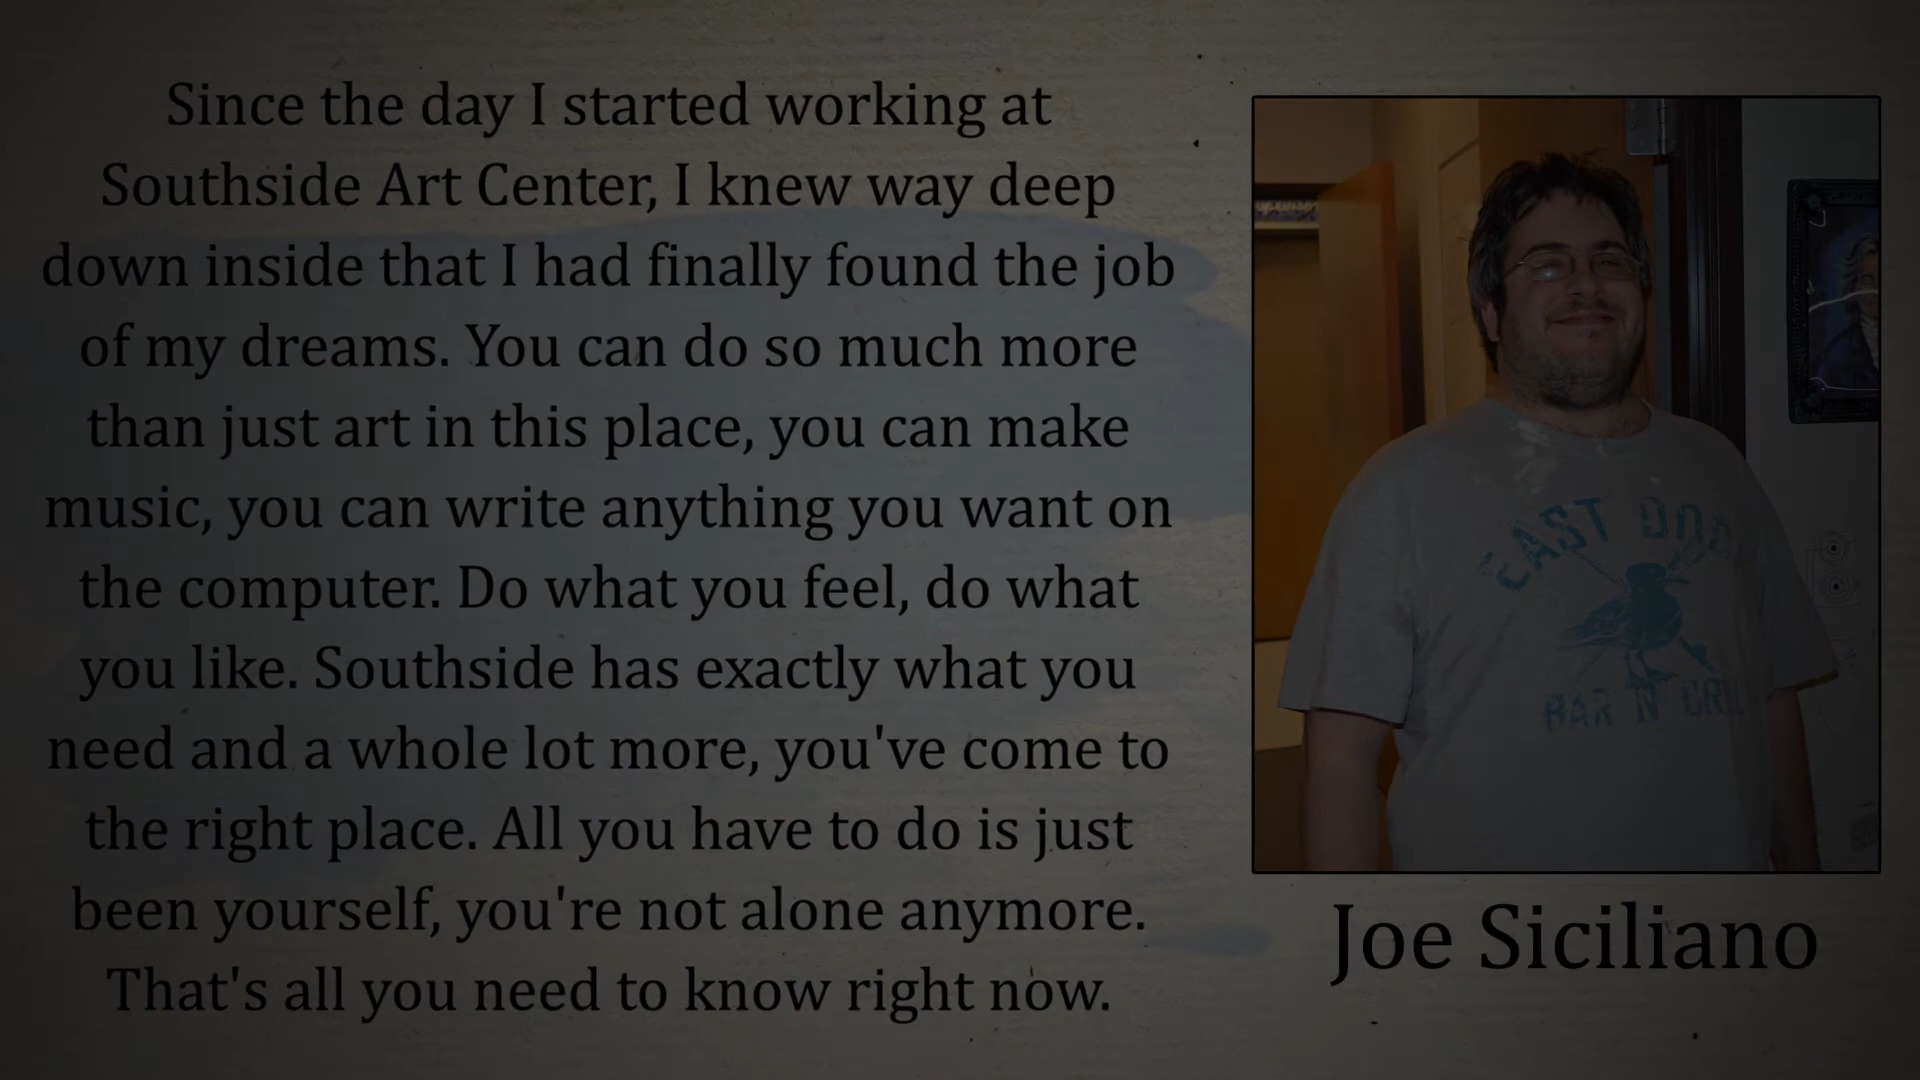 Since the day I started working at
Southside Art Center, I knew way deep
down inside that I had finally found the job
of my dreams. You can do so much more
than just art in this place, you can make
music, you can write anything you want on
the computer. Do what you feel, do what
you like. Southside has exactly what you
need and a whole lot more, you've come to
the right place. All you have to do is just
been yourself, you're not alone anymore.
That's all you need to know right now.
BAR N GRILL
Joe Siciliano